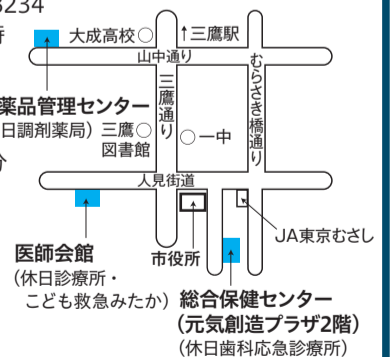 3234
時
大成高校
↑三鷹駅
山中通り
薬品管理センター
日調剤薬局)
三鷹通り
むらさき橋通り
三鷹
図書館
一中
分
人見街道
JA東京むさし
医師会館
(休日診療所・
こども救急みたか)
市役所
総合保健センター
(元気創造プラザ2階)
(休日歯科応急診療所)